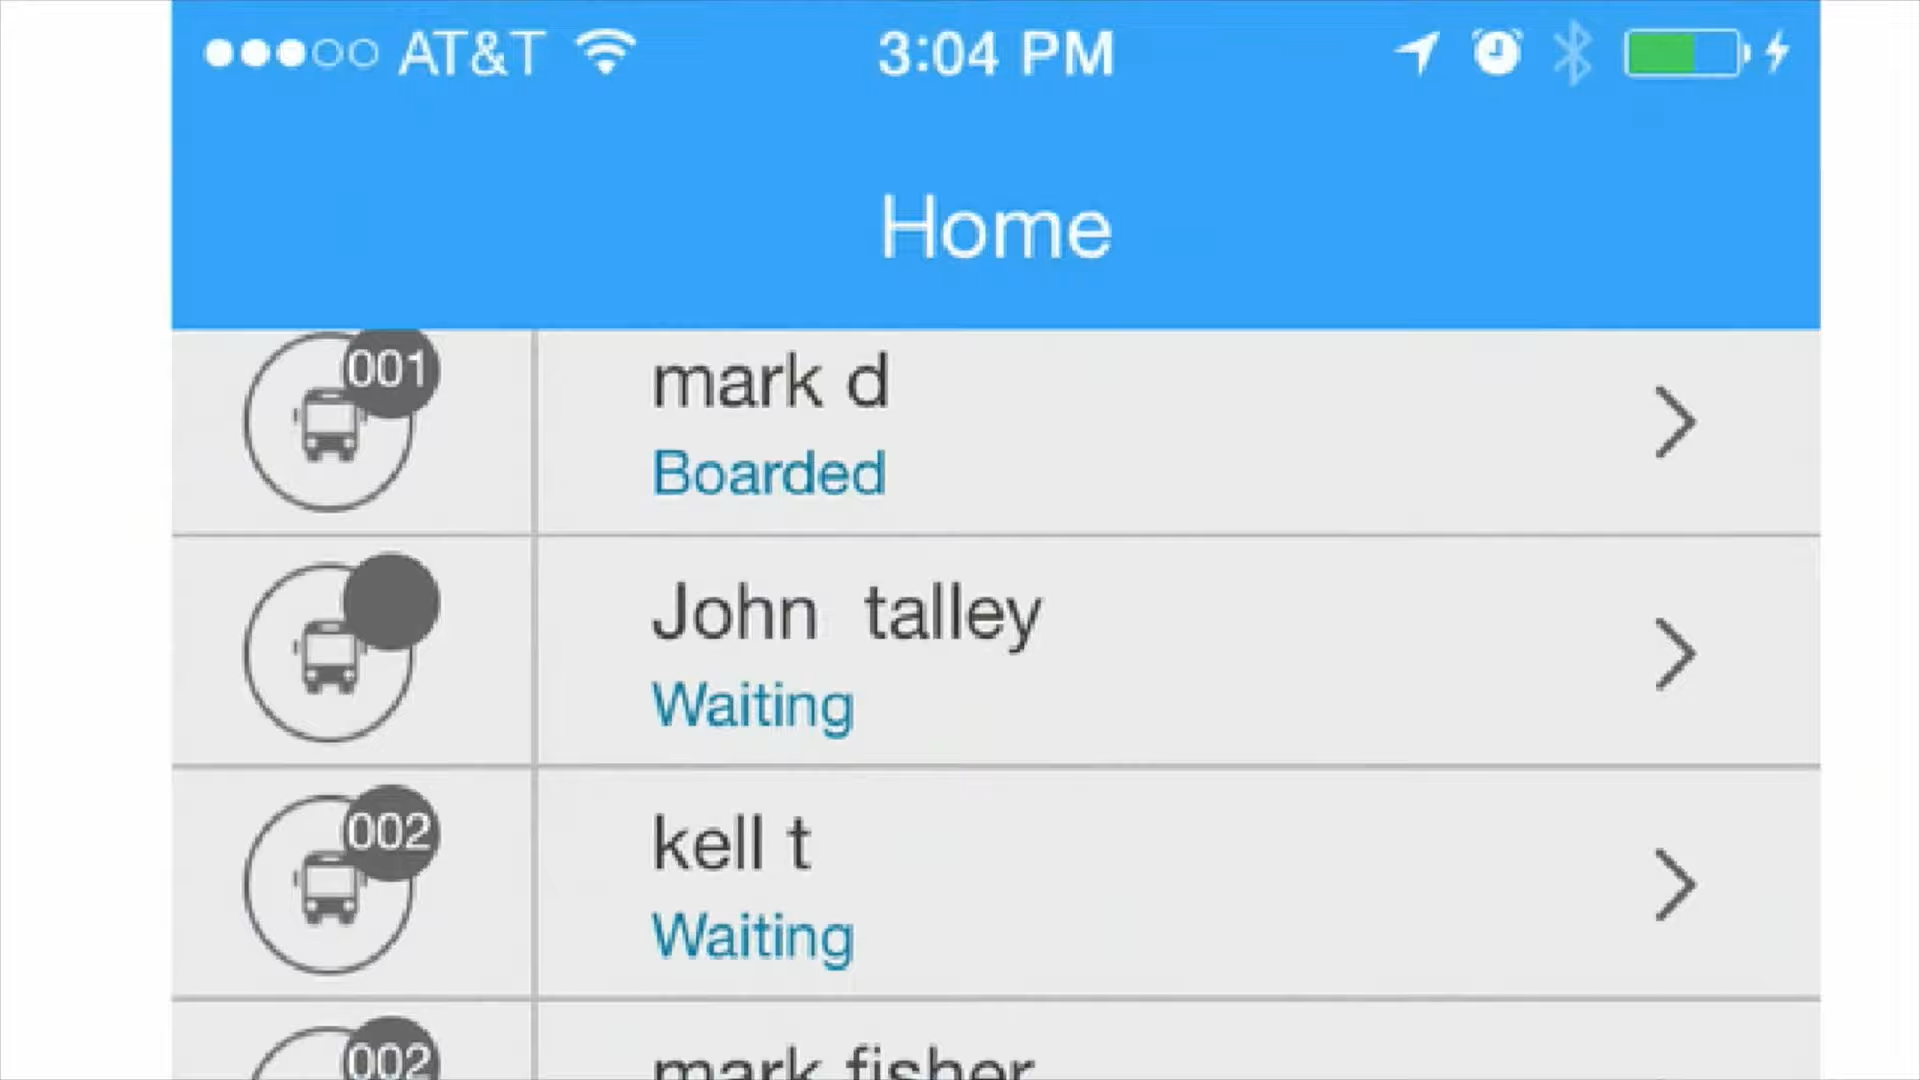 AT&T 3:04 PM
Home
001
mark d
Boarded
John talley
Waiting
002
kell t
Waiting
002
mark fisher